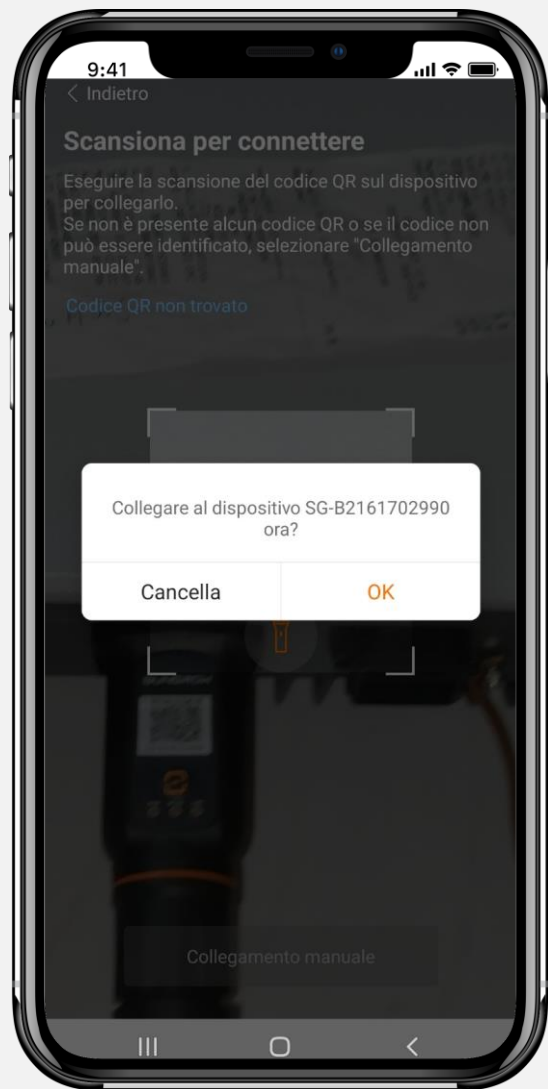 9:41
< Indietro
Scansiona per connettere
Eseguire la scansione del codice QR sul dispositivo
per collegarlo.
Se non è presente alcun codice QR o se il codice non
può essere identificato, selezionare "Collegamento
manuale".
Codice QR non trovato
Collegare al dispositivo SG-B2161702990
ora?
Cancella
OK
Collegamento manuale